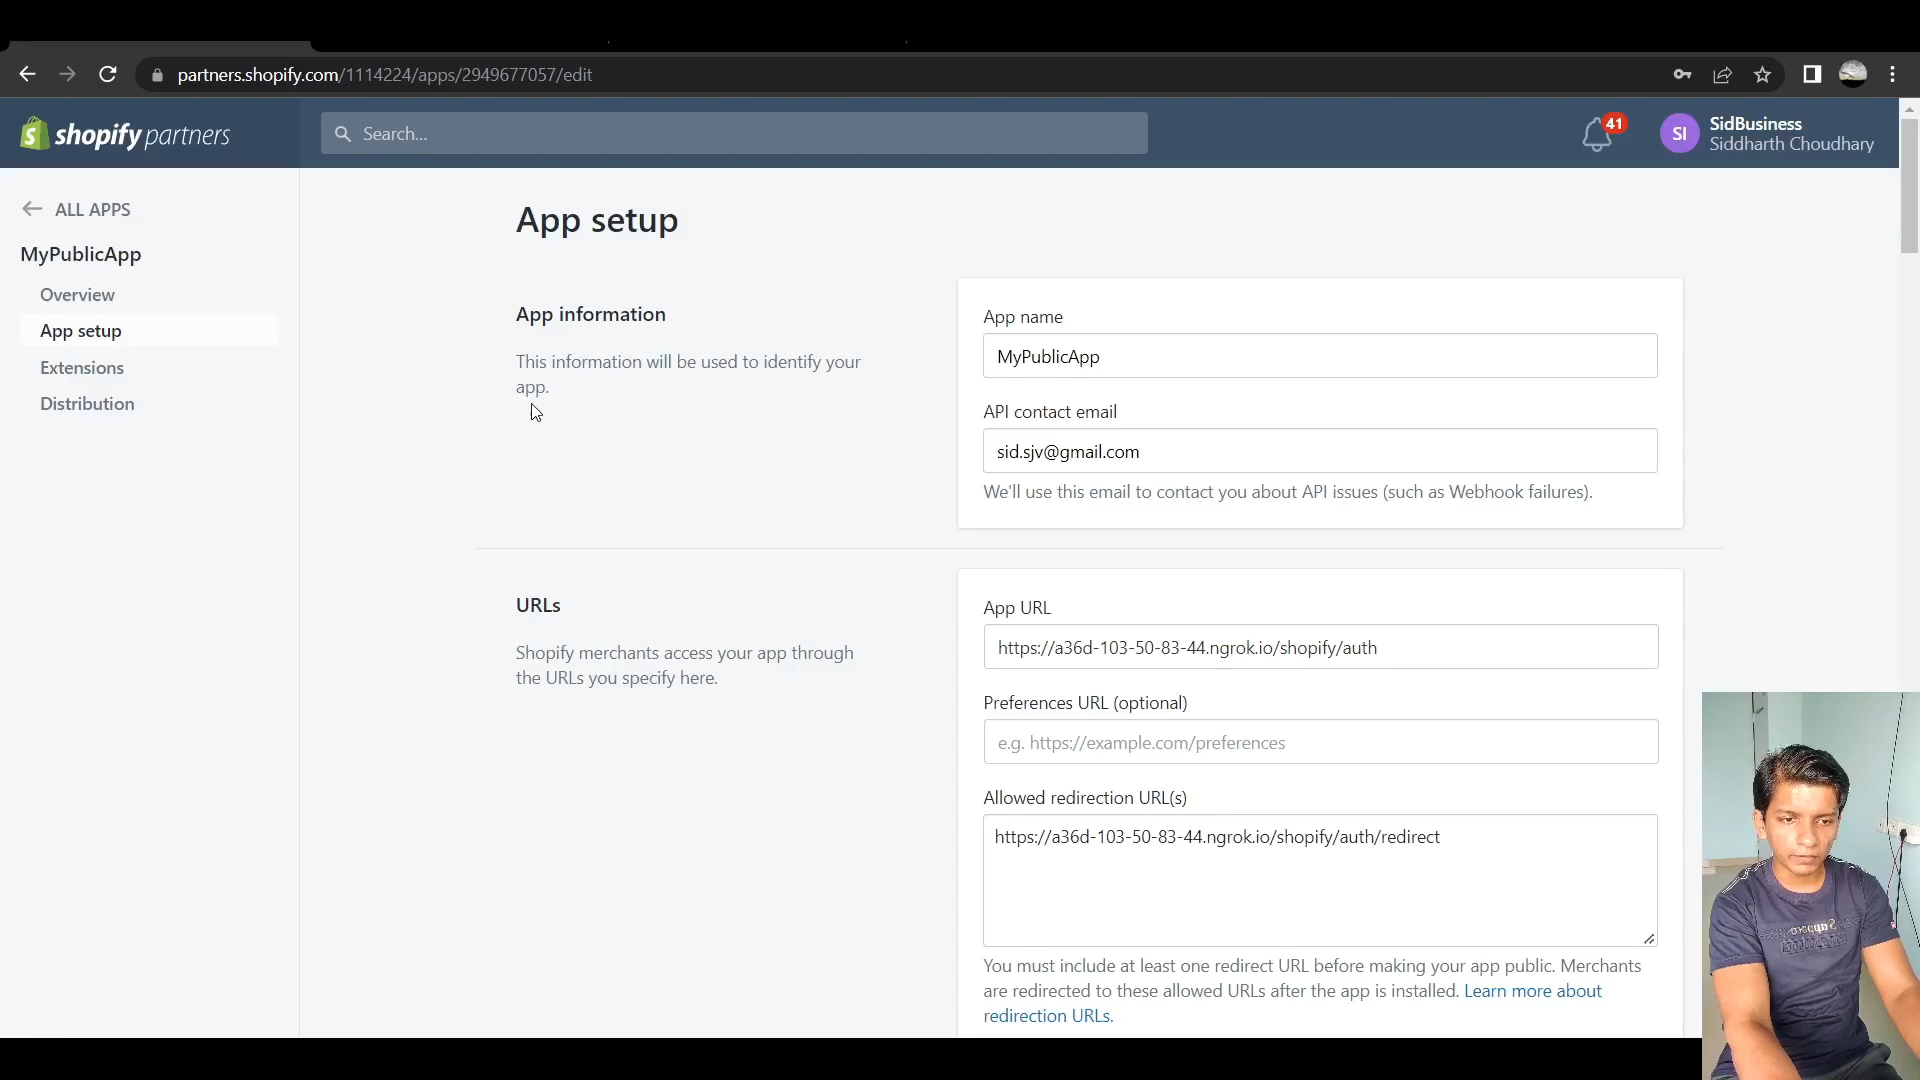 partners.shopify.com/1114224/apps/2949677057/edit
shopify partners
Search...
41
SI
SidBusiness
Siddharth Choudhary
ALL APPS
MyPublicApp
Overview
App setup
Extensions
Distribution
App setup
App information
This information will be used to identify your
app.
App name
MyPublicApp
API contact email
sid.sjv@gmail.com
We'll use this email to contact you about API issues (such as Webhook failures).
URLs
Shopify merchants access your app through
the URLs you specify here.
App URL
https://a36d-103-50-83-44.ngrok.io/shopify/auth
Preferences URL (optional)
e.g. https://example.com/preferences
Allowed redirection URL(s)
https://a36d-103-50-83-44.ngrok.io/shopify/auth/redirect
You must include at least one redirect URL before making your app public. Merchants
are redirected to these allowed URLs after the app is installed. Learn more about
redirection URLs.